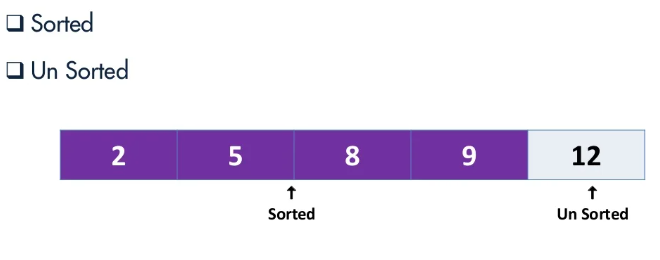 ❑ Sorted
❑ Un Sorted
2 5 8 9 12
↑ ↑
Sorted Un Sorted